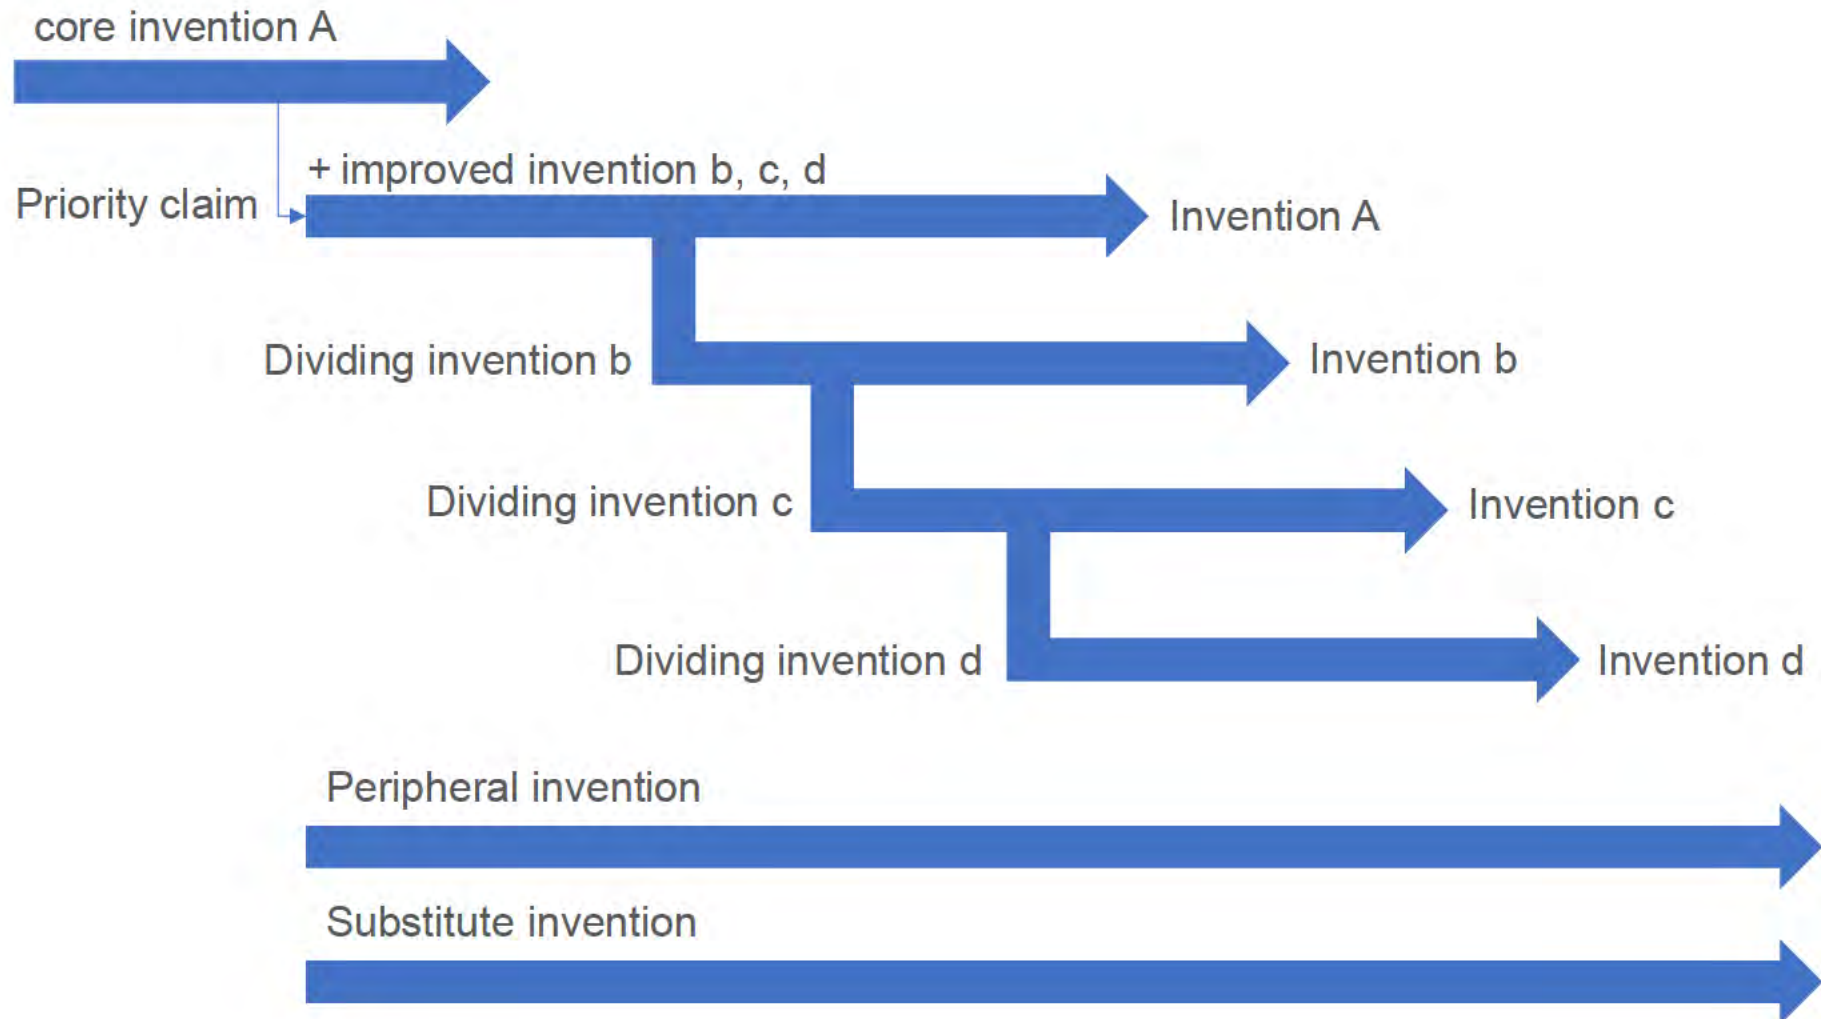 core invention A
+ improved invention b, c, d
Priority claim
Invention A
Dividing invention b
Invention b
Dividing invention c
Invention c
Dividing invention d
Invention d
Peripheral invention
Substitute invention